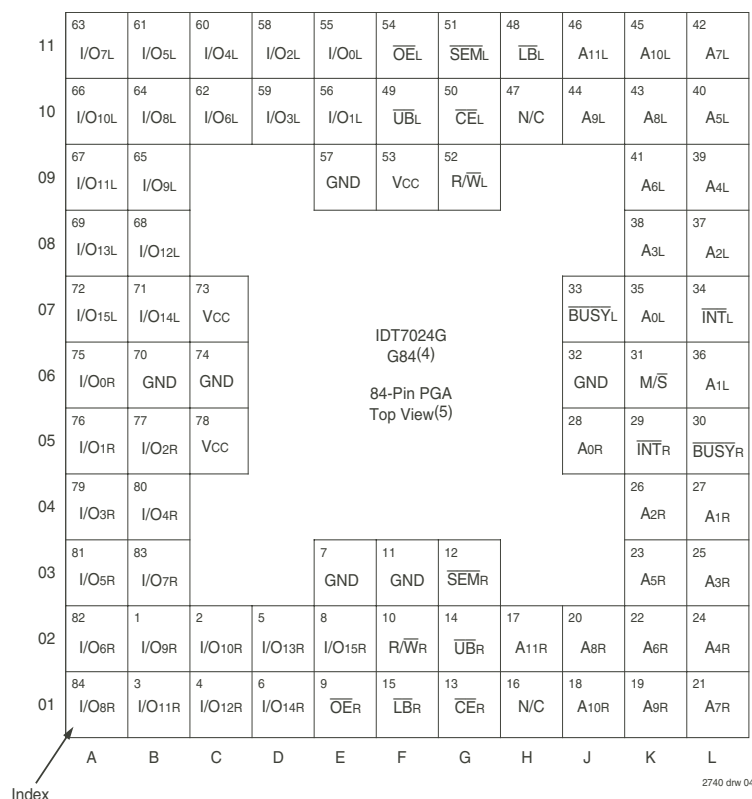 63 61 60 58 55 54 51 48 46 45 42
11 I/O7L I/O5L I/O4L I/O2L I/O0L OEL SEML LBL A11L A10L A7L
66 64 62 59 56 49 50 47 44 43 40
10 I/O10L I/O8L I/O6L I/O3L I/O1L UBL CEL N/C A9L A8L A5L
67 65 57 53 52 41 39
09 I/O11L I/O9L GND VCC R/WL A6L A4L
69 68 38 37
08 I/O13L I/O12L A3L A2L
72 71 73 33 35 34
07 I/O15L I/O14L VCC BUSYL A0L INTL
IDT7024G
G84(4)
75 70 74 32 31 36
06 I/O0R GND GND GND M/S A1L
84-Pin PGA
Top View(5)
76 77 78 28 29 30
05 I/O1R I/O2R VCC A0R INTR BUSYR
79 80 26 27
04 I/O3R I/O4R A2R A1R
81 83 7 11 12 23 25
03 I/O5R I/O7R GND GND SEMR A5R A3R
82 1 2 5 8 10 14 17 20 22 24
02 I/O6R I/O9R I/O10R I/O13R I/O15R R/WR UBR A11R A8R A6R A4R
84 3 4 6 9 15 13 16 18 19 21
01 I/O8R I/O11R I/O12R I/O14R OER LBR CER N/C A10R A9R A7R
A B C D E F G H J K L
2740 drw 04
Index